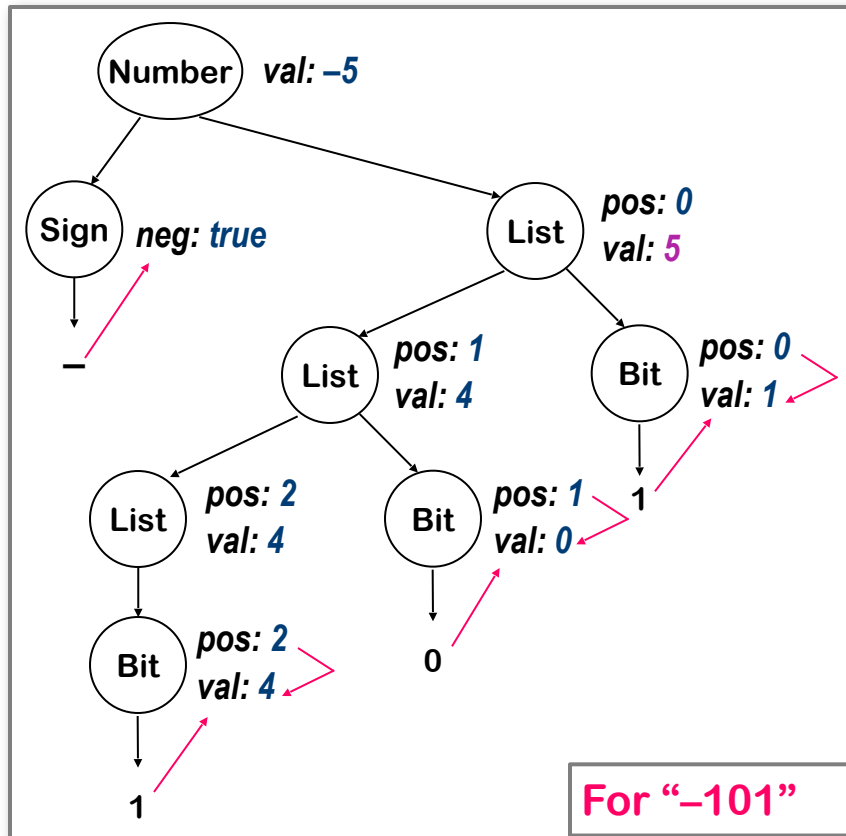 Number val: –5
Sign neg: true
List pos: 0
val: 5
–
List pos: 1
val: 4
Bit pos: 0
val: 1
List pos: 2
val: 4
Bit pos: 1
val: 0
1
Bit pos: 2
val: 4
0
1
For “–101”